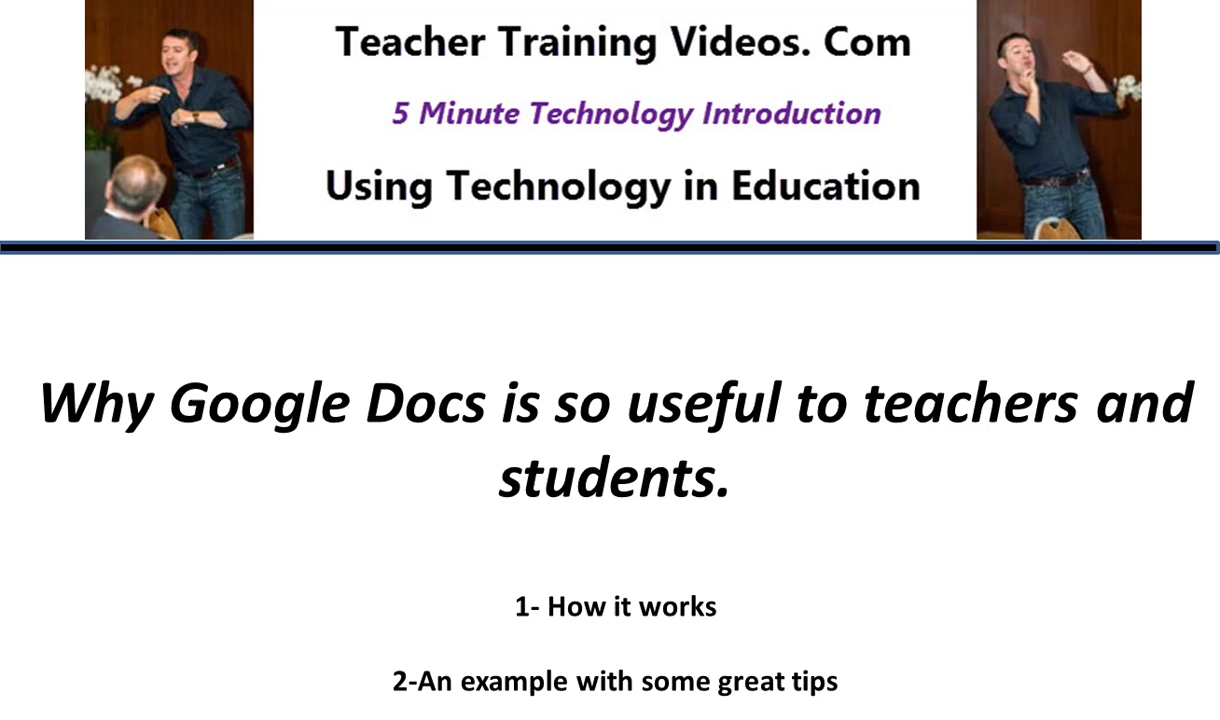 Teacher Training Videos. Com
5 Minute Technology Introduction
Using Technology in Education
Why Google Docs is so useful to teachers and
students.
1- How it works
2-An example with some great tips